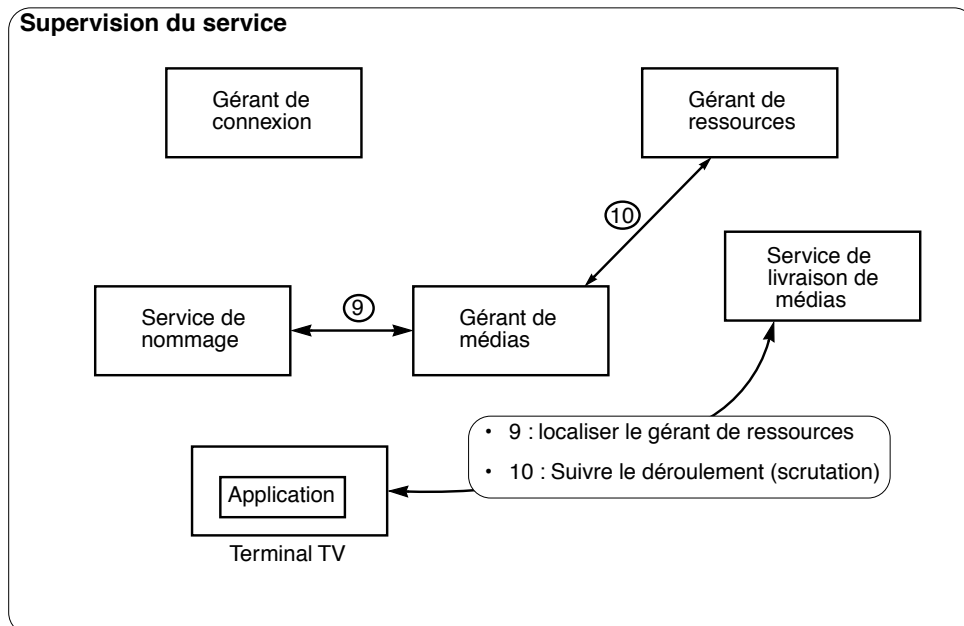 Supervision du service
Gérant de
connexion
Gérant de
ressources
10
Service de
livraison de
médias
9
Service de
nommage
Gérant de
médias
• 9 : localiser le gérant de ressources
• 10 : Suivre le déroulement (scrutation)
Application
Terminal TV